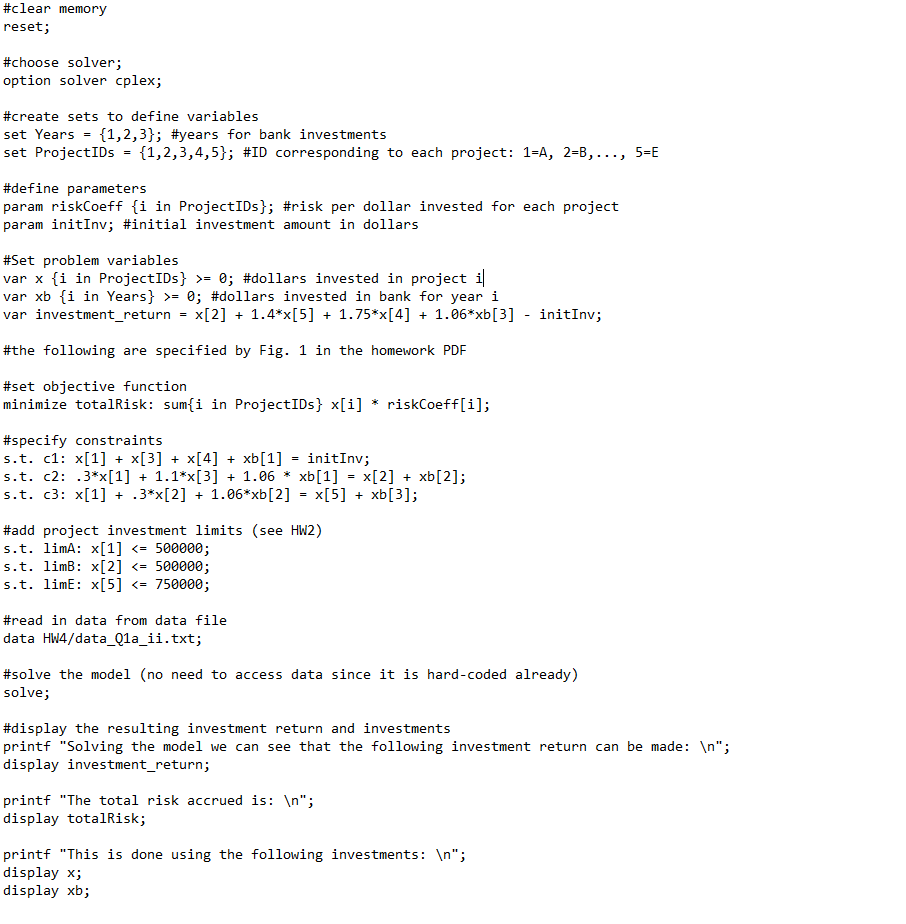 #clear memory
reset;
#choose solver;
option solver cplex;
#create sets to define variables
set Years = {1,2,3}; #years for bank investments
set ProjectIDs = {1,2,3,4,5}; #ID corresponding to each project: 1=A, 2=B,..., 5=E
#define parameters
param riskCoeff {i in ProjectIDs}; #risk per dollar invested for each project
param initInv; #initial investment amount in dollars
#Set problem variables
var x {i in ProjectIDs} >= 0; #dollars invested in project i
var xb {i in Years} >= 0; #dollars invested in bank for year i
var investment_return = x[2] + 1.4*x[5] + 1.75*x[4] + 1.06*xb[3] - initInv;
#the following are specified by Fig. 1 in the homework PDF
#set objective function
minimize totalRisk: sum{i in ProjectIDs} x[i] * riskCoeff[i];
#specify constraints
s.t. c1: x[1] + x[3] + x[4] + xb[1] = initInv;
s.t. c2: .3*x[1] + 1.1*x[3] + 1.06 * xb[1] = x[2] + xb[2];
s.t. c3: x[1] + .3*x[2] + 1.06*xb[2] = x[5] + xb[3];
#add project investment limits (see HW2)
s.t. limA: x[1] <= 500000;
s.t. limB: x[2] <= 500000;
s.t. limE: x[5] <= 750000;
#read in data from data file
data HW4/data_Q1a_ii.txt;
#solve the model (no need to access data since it is hard-coded already)
solve;
#display the resulting investment return and investments
printf "Solving the model we can see that the following investment return can be made: \n";
display investment_return;
printf "The total risk accrued is: \n";
display totalRisk;
printf "This is done using the following investments: \n";
display x;
display xb;